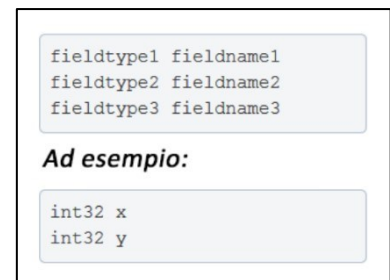 fieldtype1 fieldname1
fieldtype2 fieldname2
fieldtype3 fieldname3
Ad esempio:
int32 x
int32 y